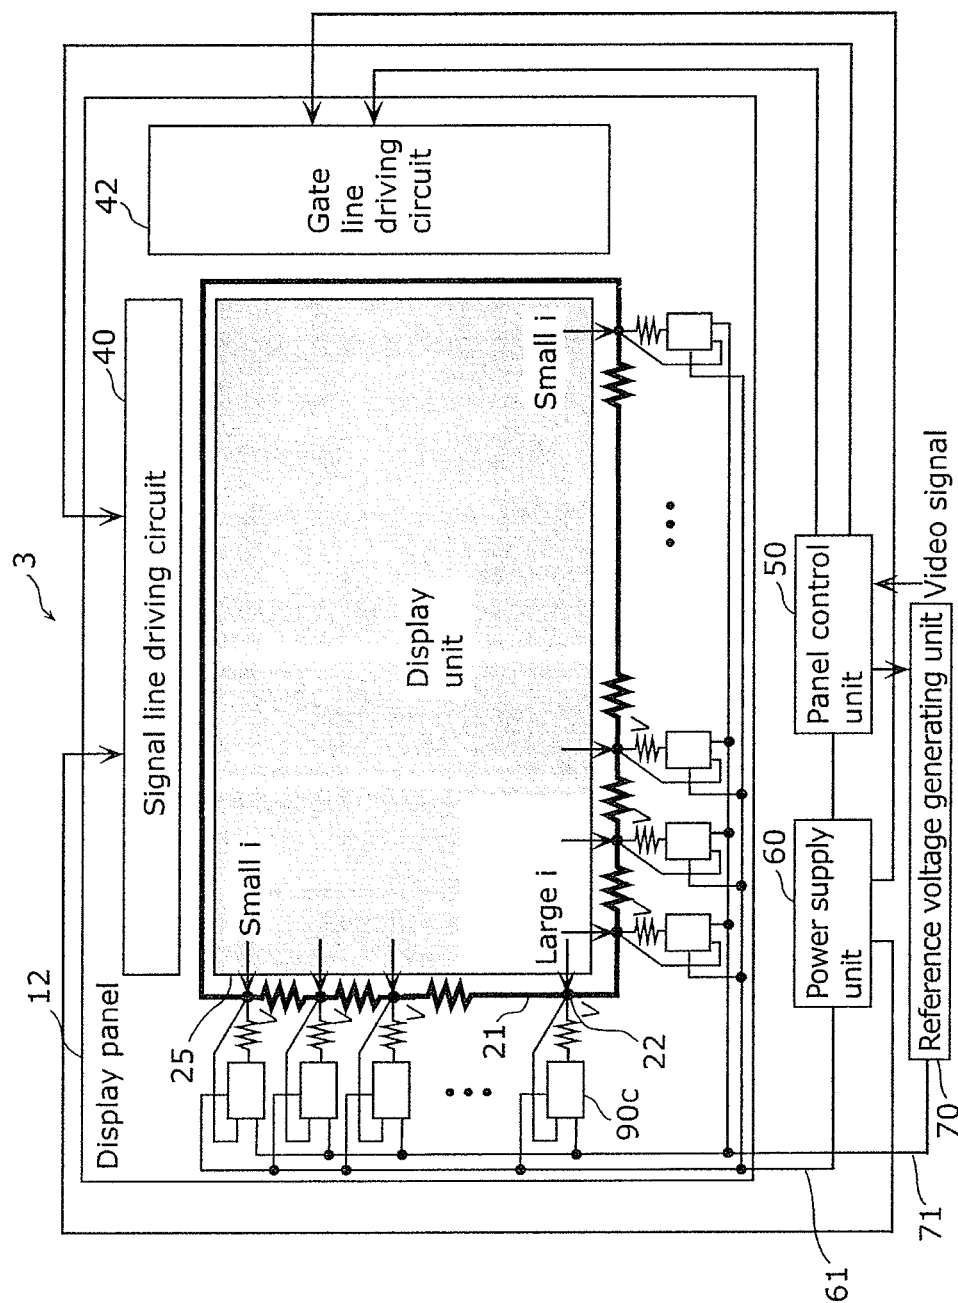 3
12
Display panel
40
Signal line driving circuit
42
Gate
line
driving
circuit
25
Small i
Display
unit
Large i
Small i
21
22
90c
V
V
V
V
V
V
V
60
Power supply
unit
50
Panel control
unit
Video signal
Reference voltage generating unit
70
71
61